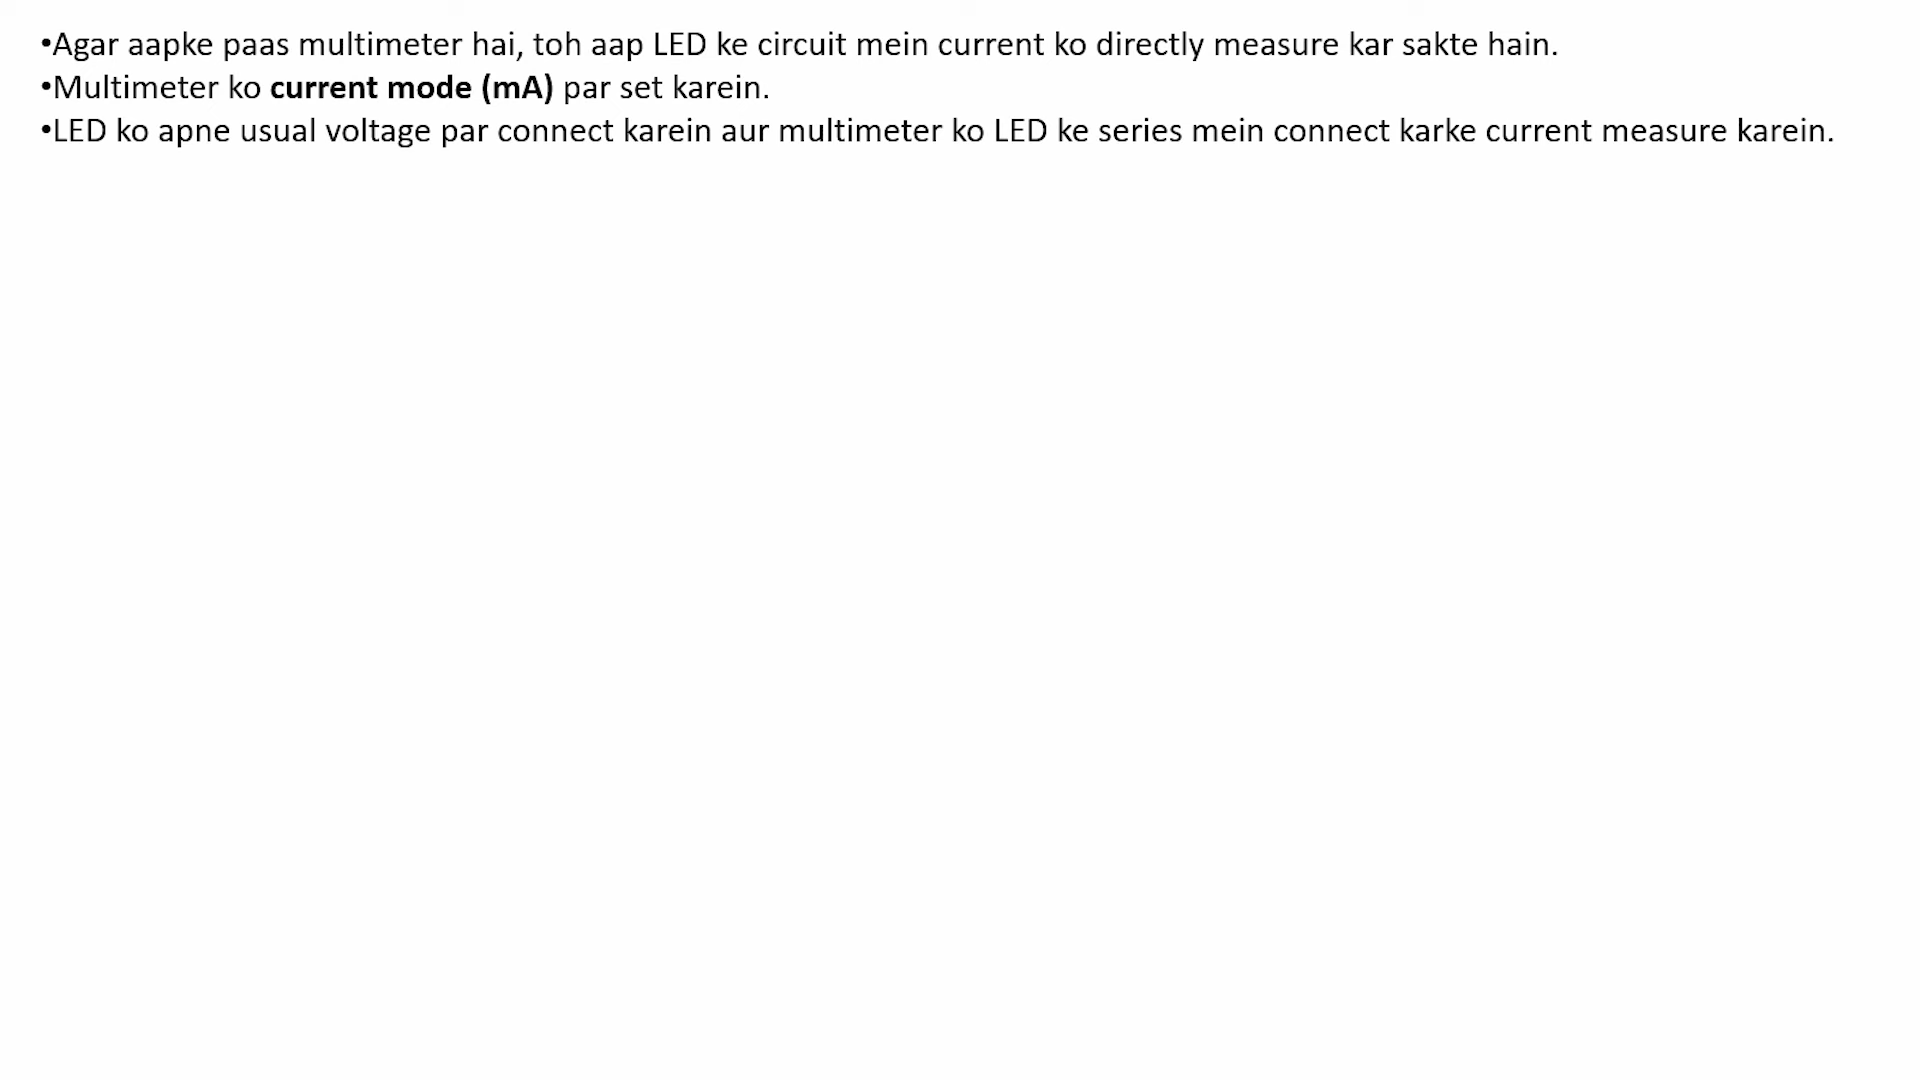 •Agar aapke paas multimeter hai, toh aap LED ke circuit mein current ko directly measure kar sakte hain.
•Multimeter ko current mode (mA) par set karein.
•LED ko apne usual voltage par connect karein aur multimeter ko LED ke series mein connect karke current measure karein.